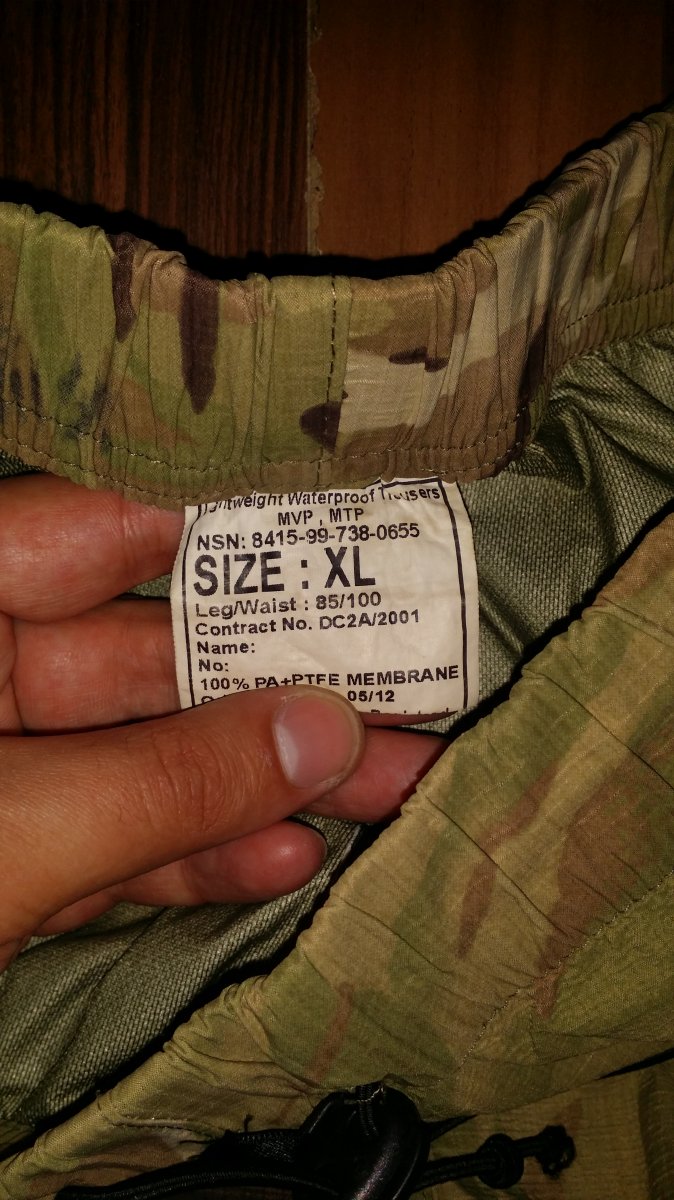 Lightweight Waterproof Trousers
MVP , MTP
NSN: 8415-99-738-0655
SIZE : XL
Leg/Waist : 85/100
Contract No. DC2A/2001
Name:
No:
100% PA+PTFE MEMBRANE
05/12